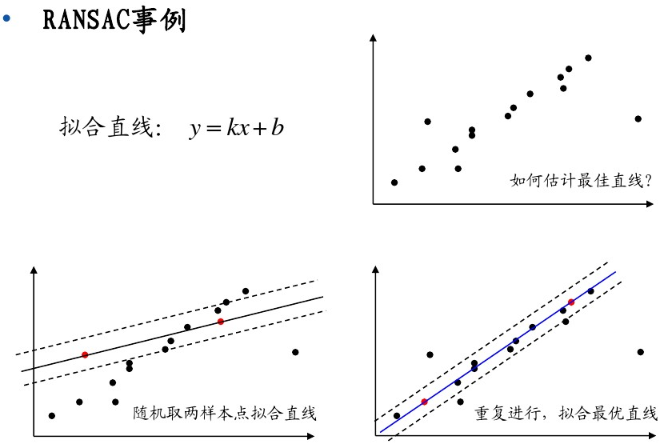 • RANSAC事例
拟合直线： y = kx + b
如何估计最佳直线？
随机取两样本点拟合直线
重复进行，拟合最优直线